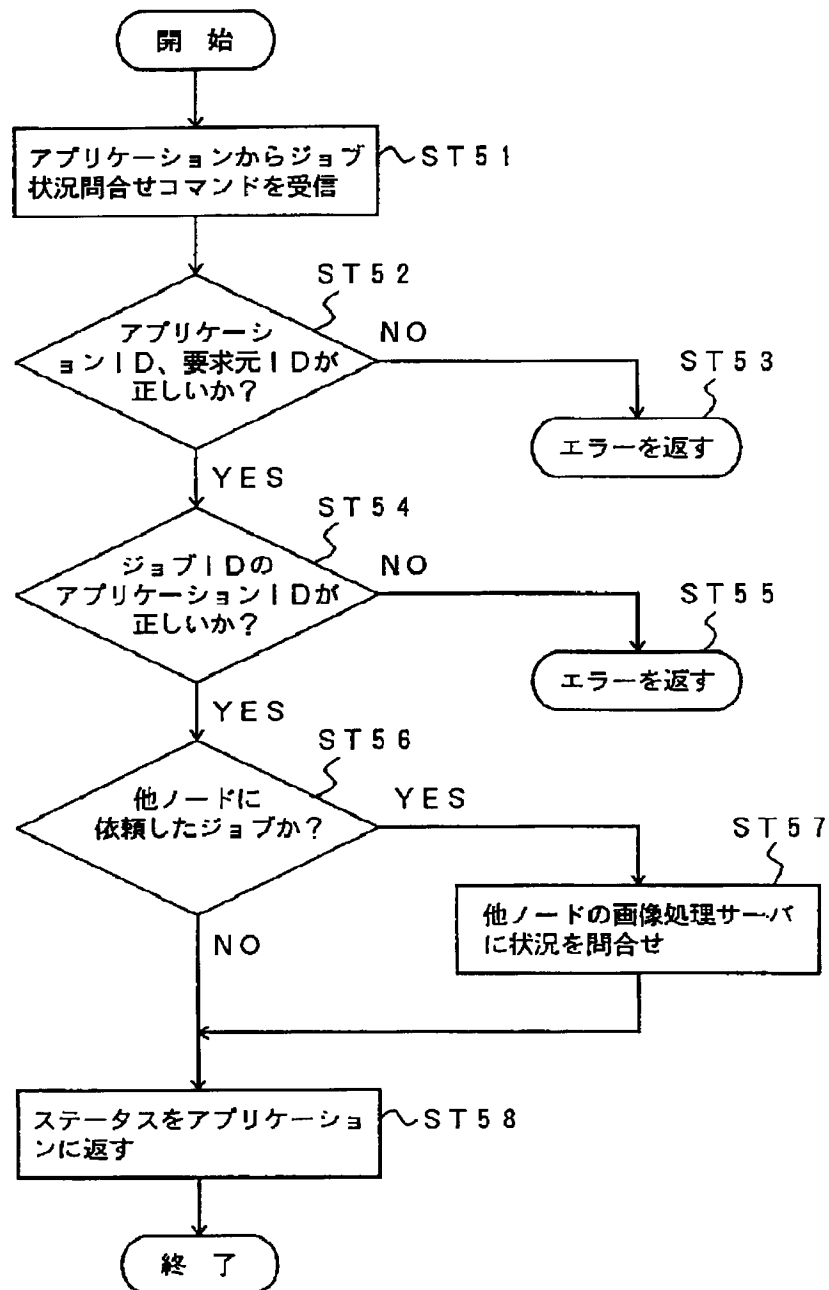 開 始
アプリケーションからジョブ
状況問合せコマンドを受信
ST51
ST52
アプリケーシ
ョンID、要求元IDが
正しいか？
NO
ST53
エラーを返す
YES
ST54
ジョブIDの
アプリケーションIDが
正しいか？
NO
ST55
エラーを返す
YES
ST56
他ノードに
依頼したジョブか？
YES
ST57
他ノードの画像処理サーバ
に状況を問合せ
NO
ステータスをアプリケーショ
ンに返す
ST58
終 了